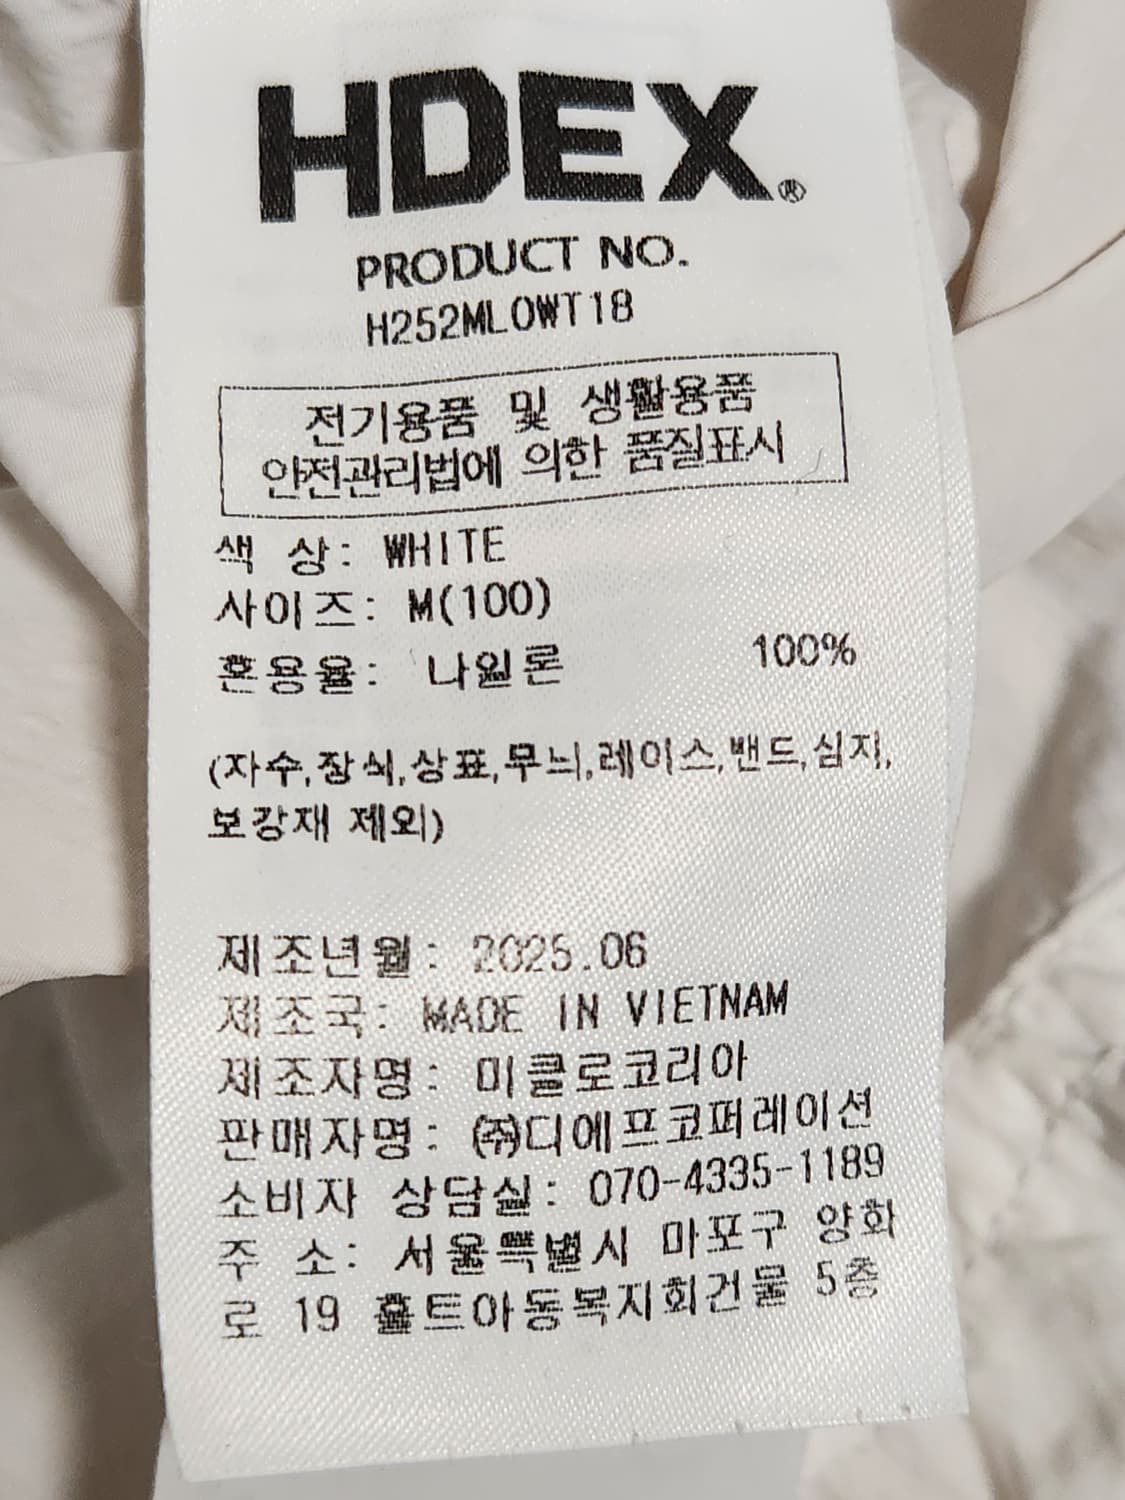 HDEX®
PRODUCT NO.
H252MLOWT18
전기용품 및 생활용품
안전관리법에 의한 품질표시
색 상: WHITE
사이즈: M(100)
혼용율: 나일론 100%
(자수,장식,상표,무늬,레이스,밴드,심지,
보강재 제외)
제조년월: 2025.06
제조국: MADE IN VIETNAM
제조자명: 미클로코리아
판매자명: ㈜디에프코퍼레이션
소비자 상담실: 070-4335-1189
주 소: 서울특별시 마포구 양화
로 19 홀트아동복지회건물 5층